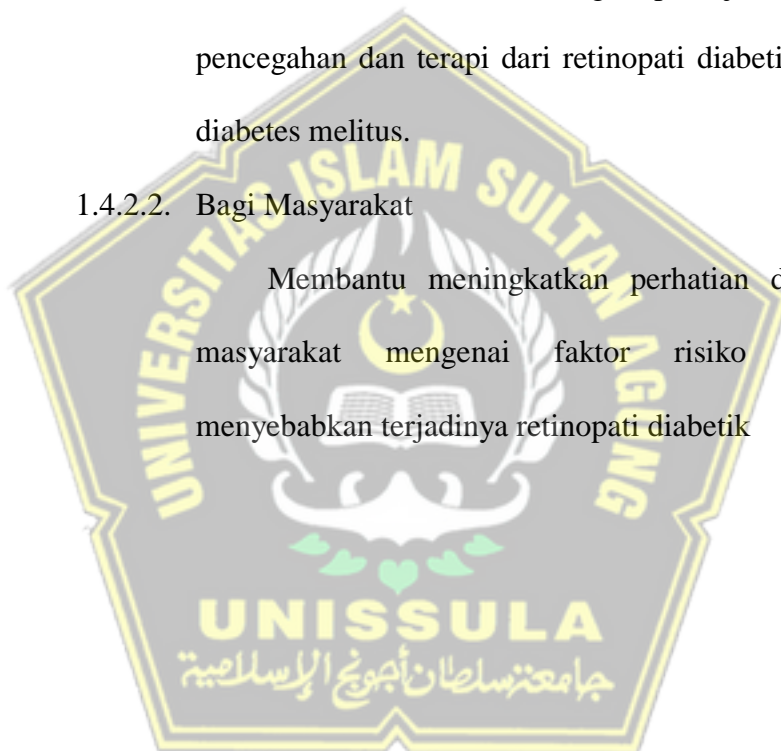 pencegahan dan terapi dari retinopati diabeti
diabetes melitus.
1.4.2.2. Bagi Masyarakat
Membantu meningkatkan perhatian d
masyarakat mengenai faktor risiko
menyebabkan terjadinya retinopati diabetik
UNIVERSITAS ISLAM SULTAN AGUNG
UNISSULA
جامعة سلطان أجونج الإسلامية